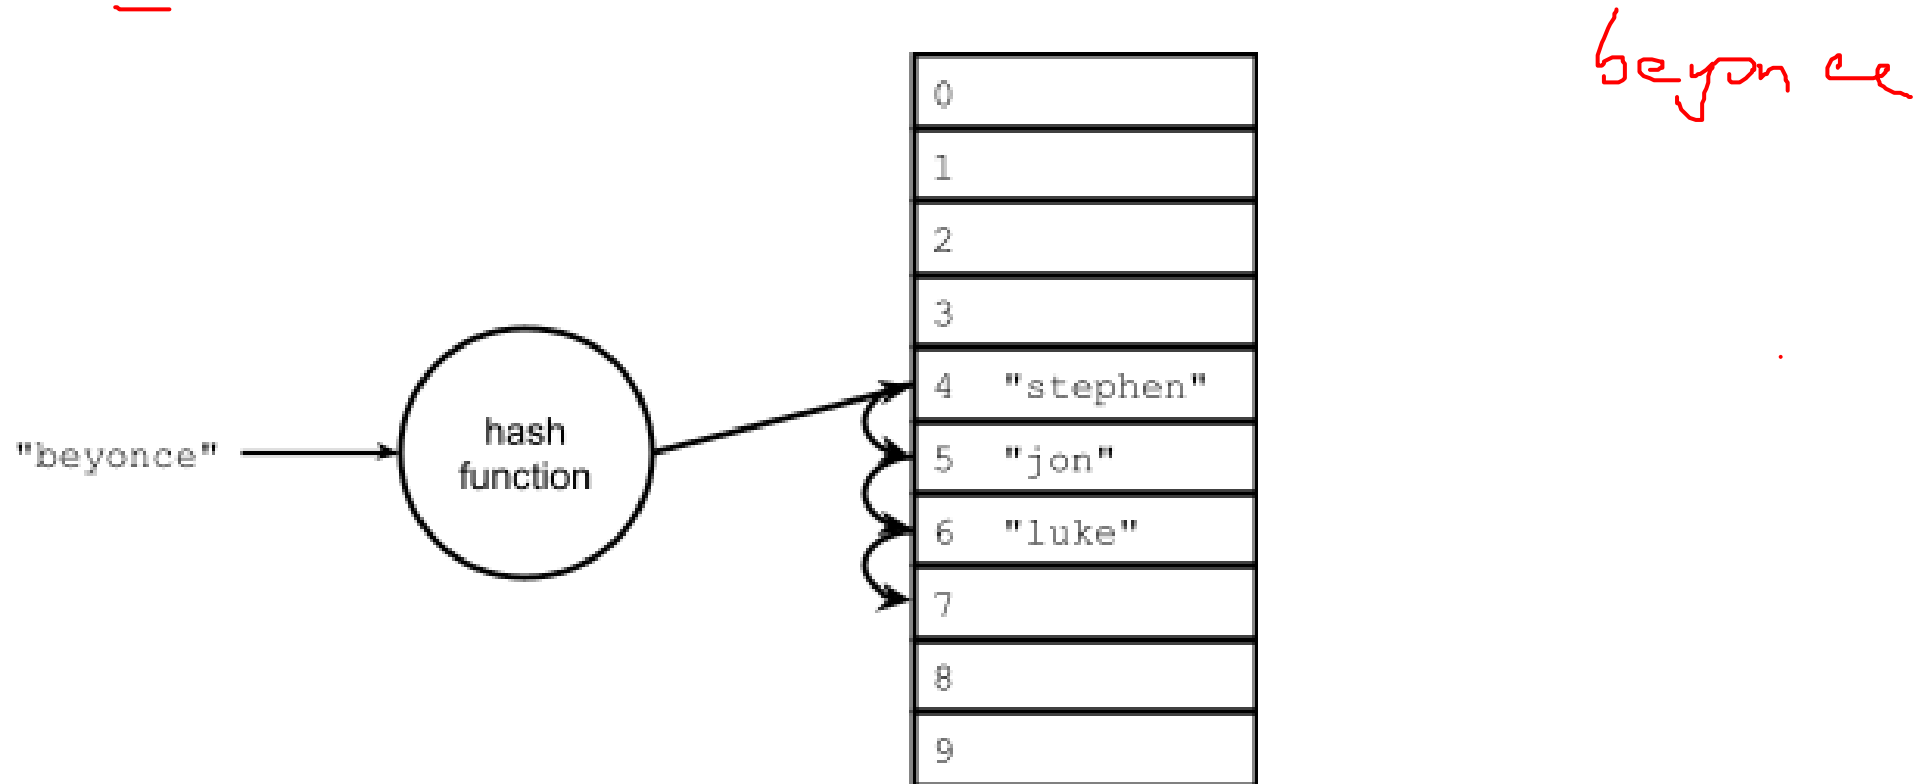 beyonce
0
1
2
3
4 "stephen"
"beyonce"
hash
function
5 "jon"
6 "luke"
7
8
9